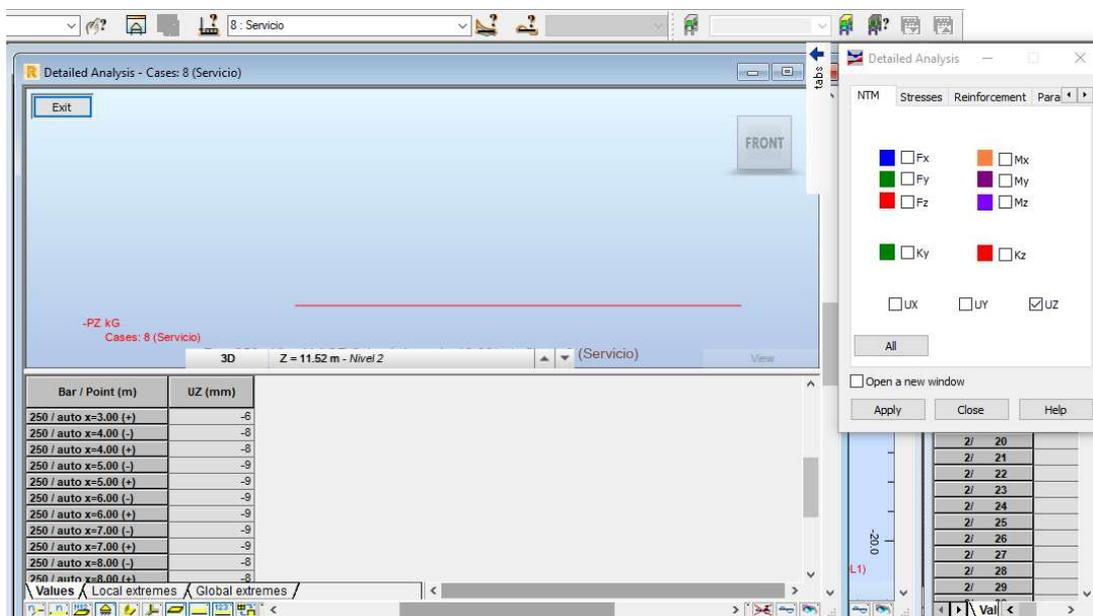 8 : Servicio
Detailed Analysis - Cases: 8 (Servicio)
Exit
FRONT
tabs
-PZ kG
Cases: 8 (Servicio)
(Servicio)
3D Z = 11.52 m - Nivel 2
View
Bar / Point (m) UZ (mm)
250 / auto x=3.00 (+) -6
250 / auto x=4.00 (-) -8
250 / auto x=4.00 (+) -8
250 / auto x=5.00 (-) -9
250 / auto x=5.00 (+) -9
250 / auto x=6.00 (-) -9
250 / auto x=6.00 (+) -9
250 / auto x=7.00 (-) -9
250 / auto x=7.00 (+) -9
250 / auto x=8.00 (-) -8
250 / auto x=8.00 (+) -8
Values Local extremes Global extremes
Detailed Analysis
NTM Stresses Reinforcement Para
Fx Mx
Fy My
Fz Mz
Ky Kz
UX UY UZ
All
Open a new window
Apply Close Help
2/ 20
2/ 21
2/ 22
2/ 23
2/ 24
2/ 25
2/ 26
2/ 27
2/ 28
2/ 29
-20.0
L1)
Val